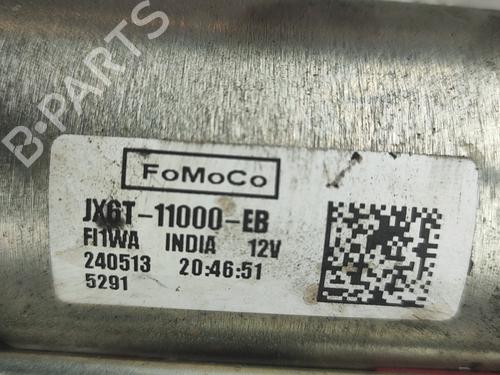 B-PARTS
FoMoCo
JX6T-11000-EB
FI1WA INDIA 12V
240513 20:46:51
5291